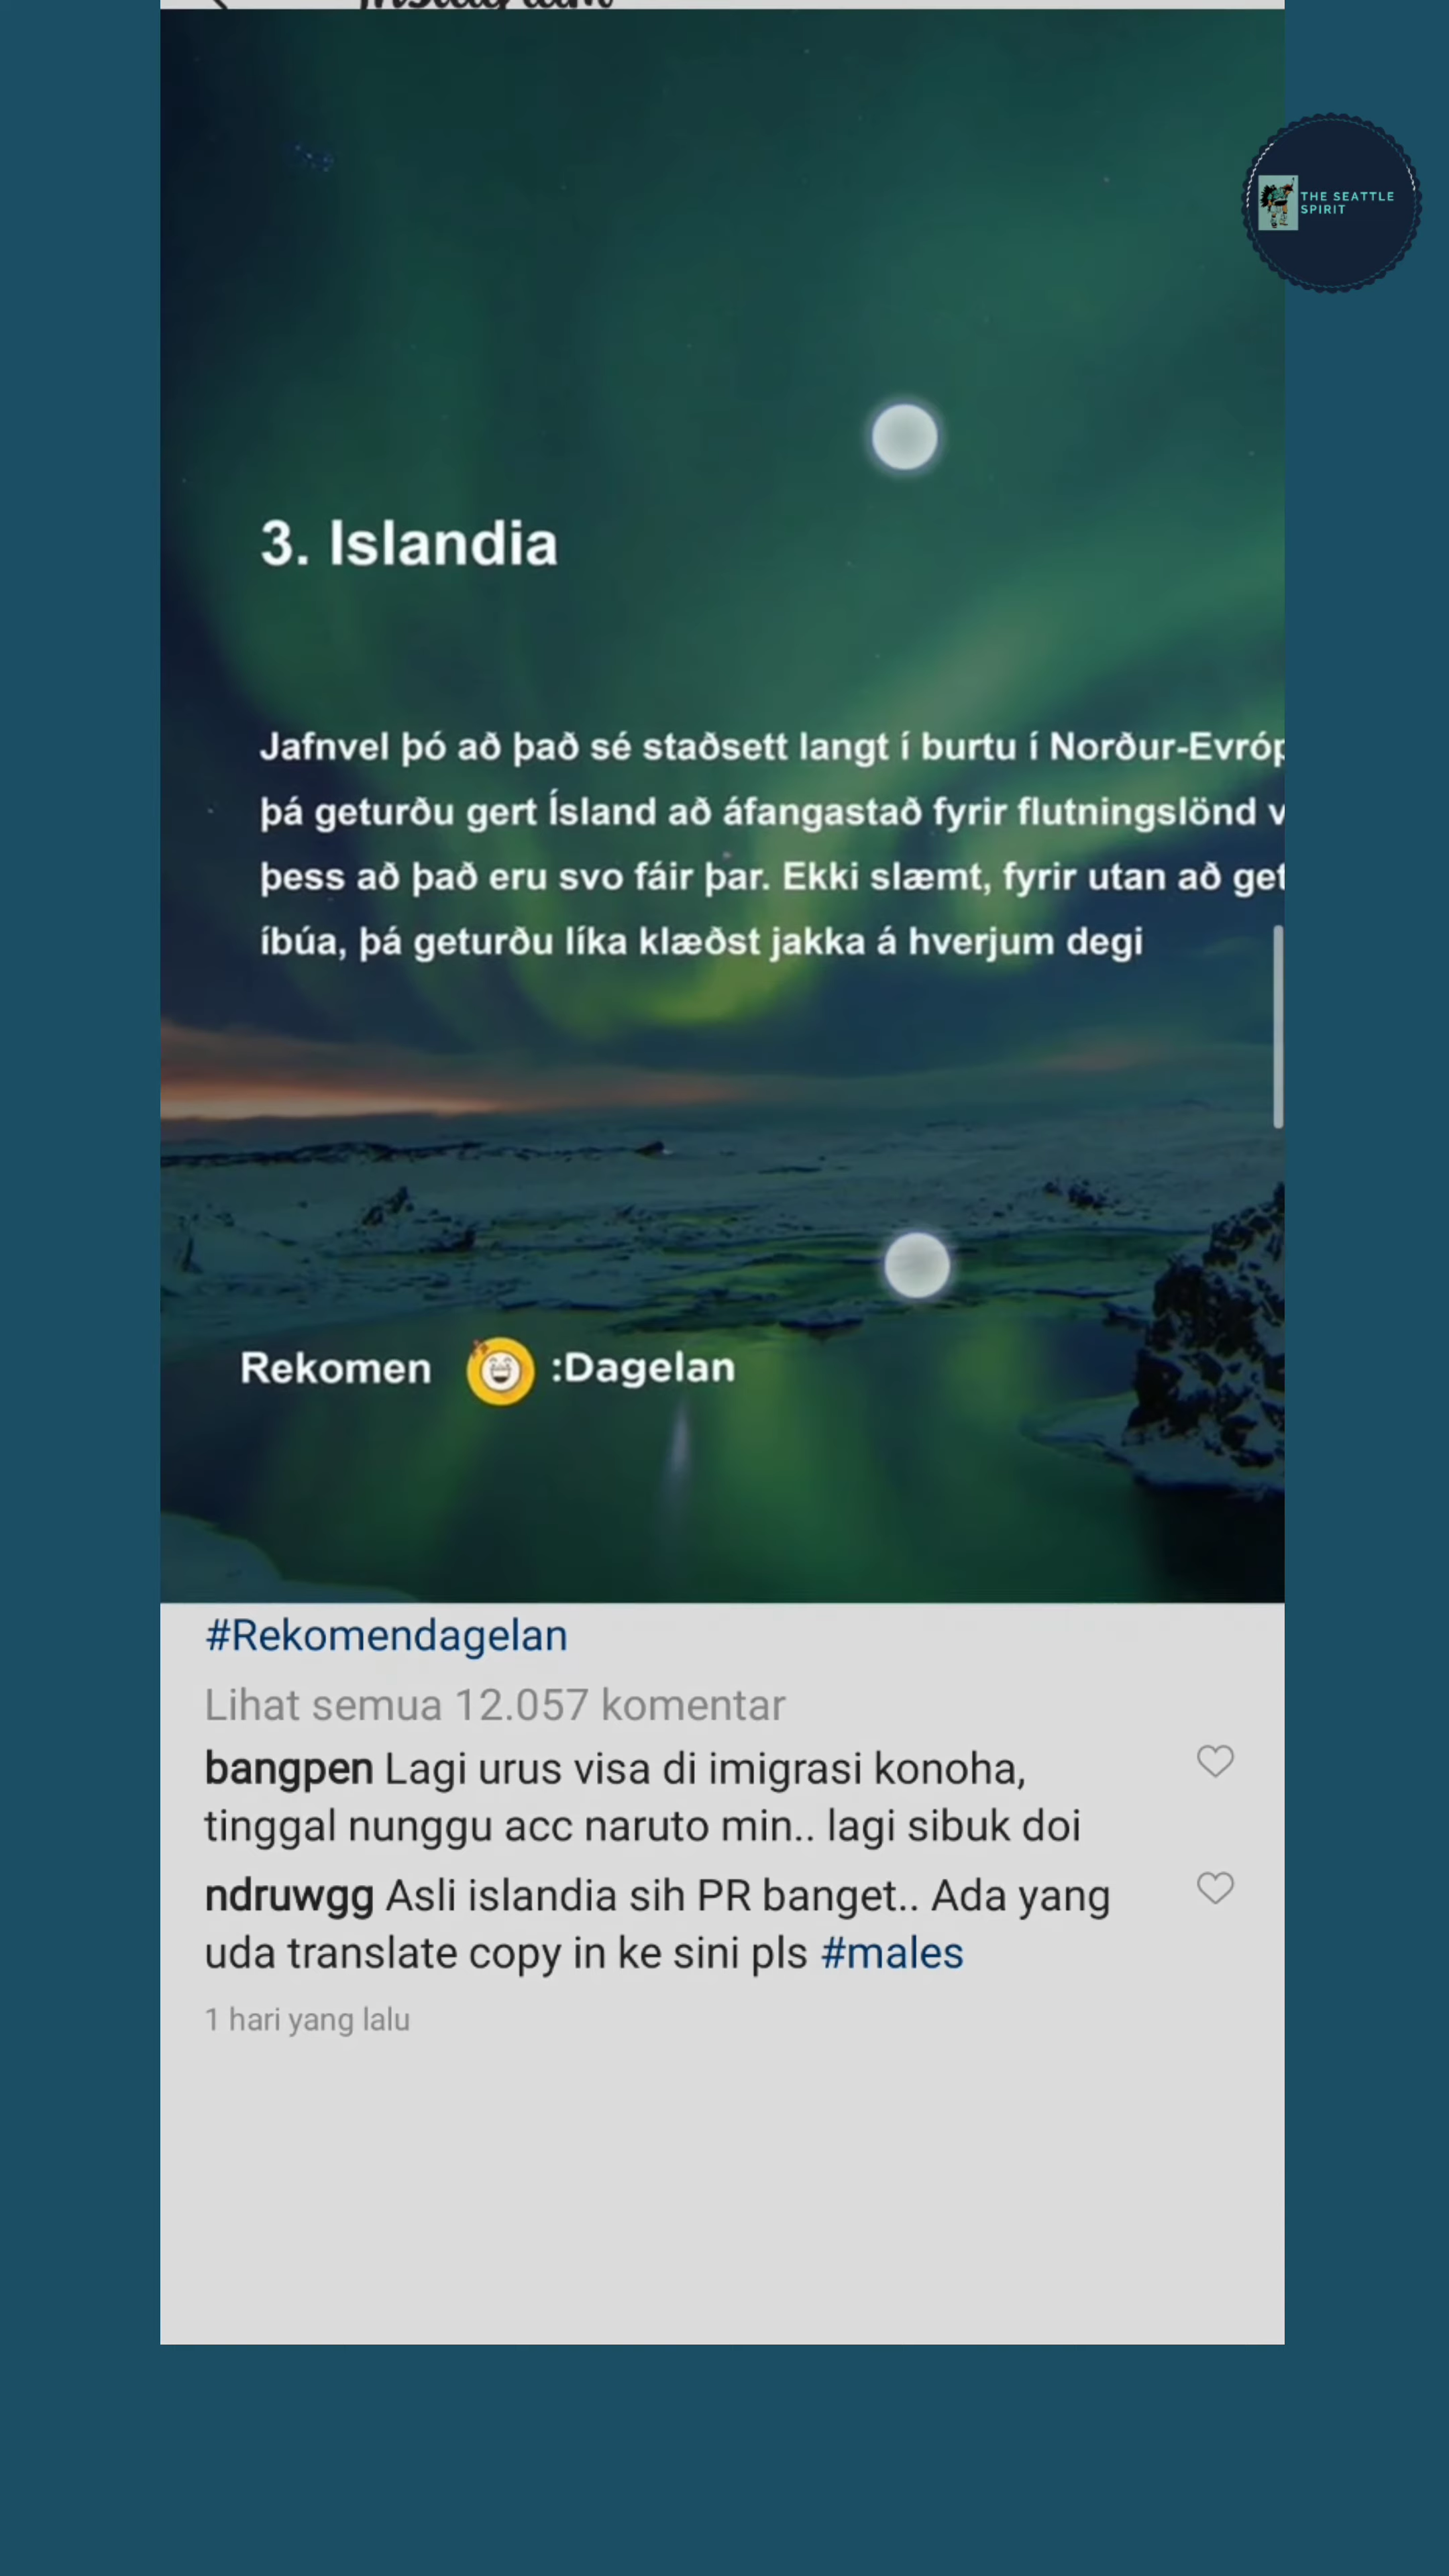 Instagram
THE SEATTLE
SPIRIT
3. Islandia
Jafnvel þó að það sé staðsett langt í burtu í Norður-Evróp
þá geturðu gert Ísland að áfangastað fyrir flutningslönd v
þess að það eru svo fáir þar. Ekki slæmt, fyrir utan að get
íbúa, þá geturðu líka klæðst jakka á hverjum degi
Rekomen :Dagelan
#Rekomendagelan
Lihat semua 12.057 komentar
bangpen Lagi urus visa di imigrasi konoha,
tinggal nunggu acc naruto min.. lagi sibuk doi
ndruwgg Asli islandia sih PR banget.. Ada yang
uda translate copy in ke sini pls #males
1 hari yang lalu